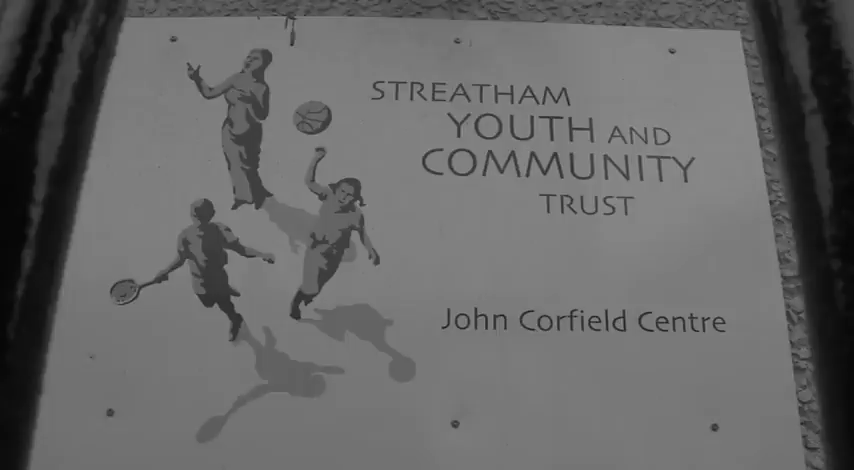 STREATHAM
YOUTH AND
COMMUNITY
TRUST
John Corfield Centre